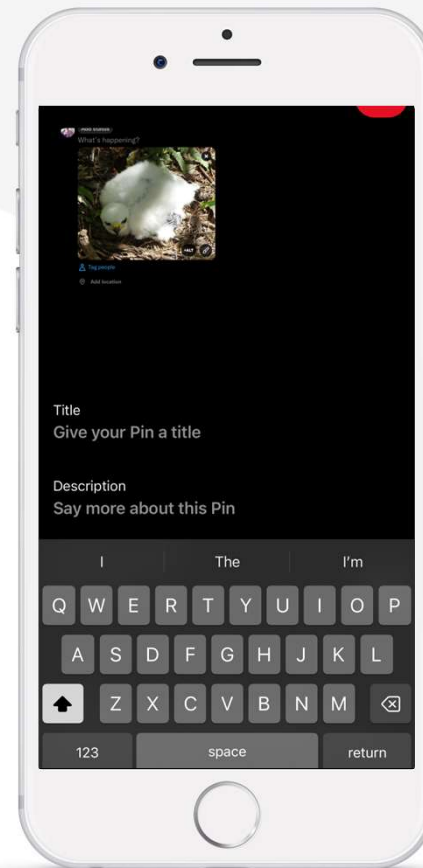 What's happening?
+ALT
Tag people
Add location
Title
Give your Pin a title
Description
Say more about this Pin
I The I'm
Q W E R T Y U I O P
A S D F G H J K L
Z X C V B N M
123 space return